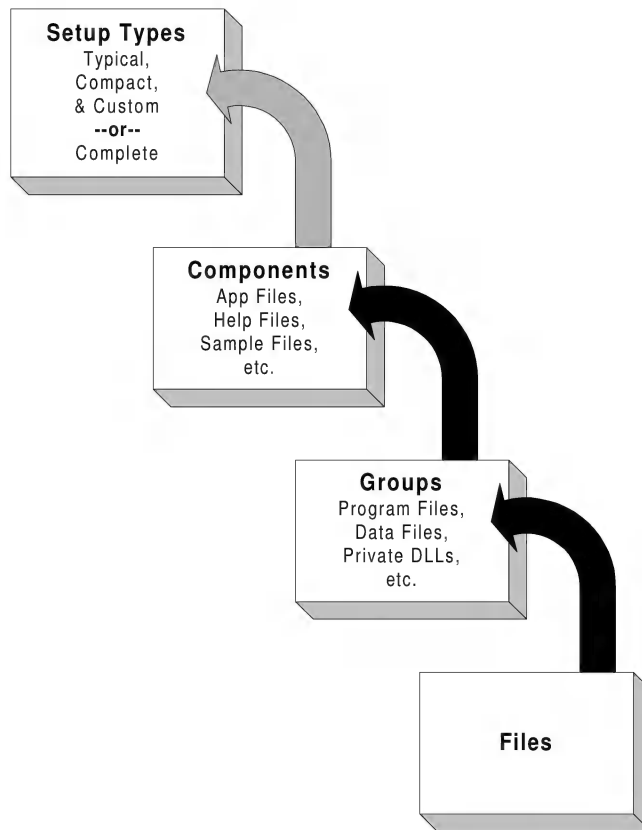 Setup Types
Typical,
Compact,
& Custom
--or--
Complete
Components
App Files,
Help Files,
Sample Files,
etc.
Groups
Program Files,
Data Files,
Private DLLs,
etc.
Files